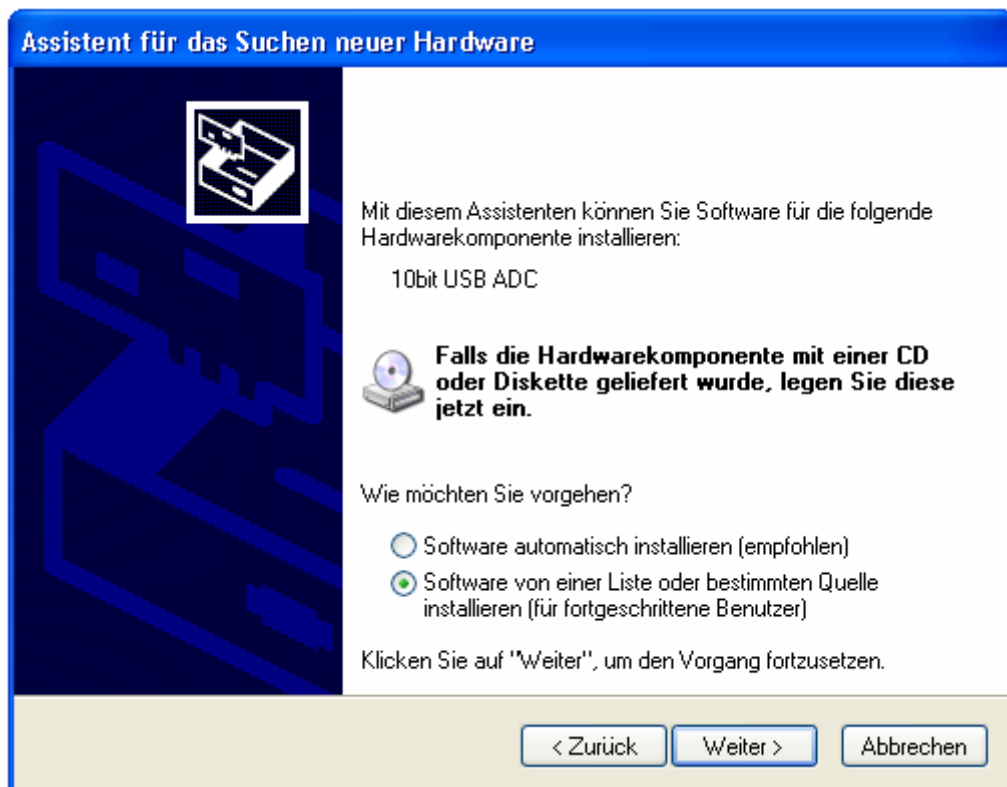 Assistent für das Suchen neuer Hardware
Mit diesem Assistenten können Sie Software für die folgende
Hardwarekomponente installieren:
10bit USB ADC
Falls die Hardwarekomponente mit einer CD
oder Diskette geliefert wurde, legen Sie diese
jetzt ein.
Wie möchten Sie vorgehen?
Software automatisch installieren (empfohlen)
Software von einer Liste oder bestimmten Quelle
installieren (für fortgeschrittene Benutzer)
Klicken Sie auf "Weiter", um den Vorgang fortzusetzen.
< Zurück Weiter > Abbrechen